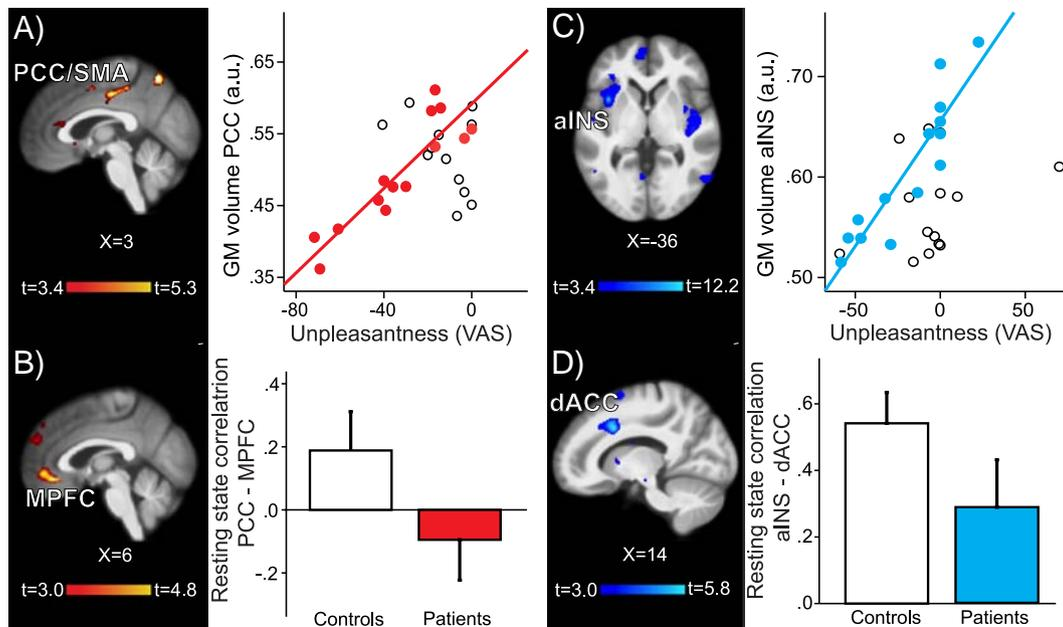 A)
PCC/SMA
X=3
t=3.4 t=5.3
GM volume PCC (a.u.)
.65
.55
.45
.35
-80 -40 0
Unpleasantness (VAS)
C)
aINS
X=-36
t=3.4 t=12.2
GM volume aINS (a.u.)
.70
.60
.50
-50 0 50
Unpleasantness (VAS)
B)
MPFC
X=6
t=3.0 t=4.8
Resting state correlatrion
PCC - MPFC
.4
.2
.0
-.2
Controls Patients
D)
dACC
X=14
t=3.0 t=5.8
Resting state correlation
aINS - dACC
.6
.4
.2
.0
Controls Patients